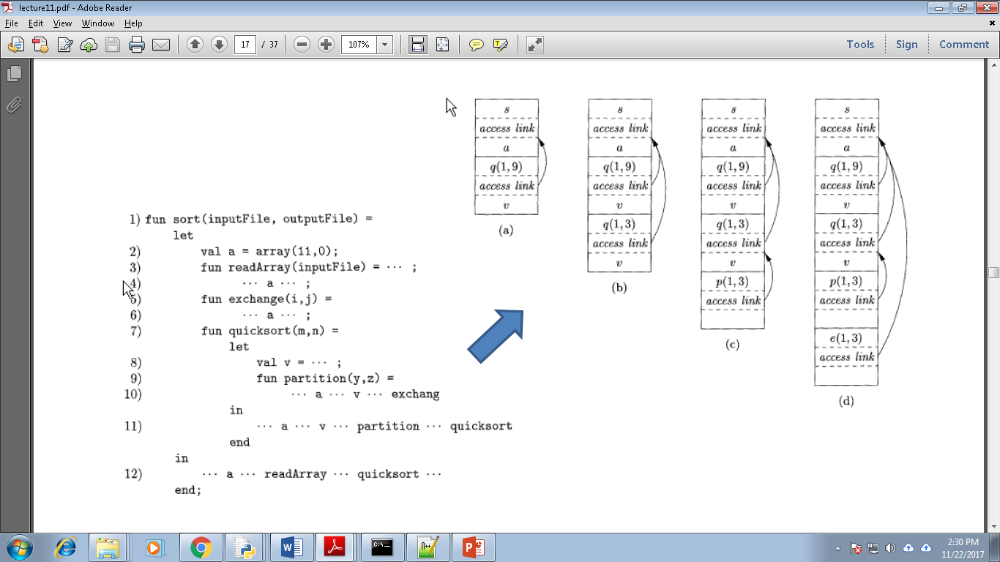 lecture11.pdf - Adobe Reader
File Edit View Window Help
17 / 37 107% Tools Sign Comment
1) fun sort(inputFile, outputFile) =
let
2) val a = array(11,0);
3) fun readArray(inputFile) = ··· ;
4) ··· a ··· ;
5) fun exchange(i,j) =
6) ··· a ··· ;
7) fun quicksort(m,n) =
let
8) val v = ··· ;
9) fun partition(y,z) =
10) ··· a ··· v ··· exchang
in
11) ··· a ··· v ··· partition ··· quicksort
end
in
12) ··· a ··· readArray ··· quicksort ···
end;
s
access link
a
q(1,9)
access link
v
(a)
s
access link
a
q(1,9)
access link
v
q(1,3)
access link
v
(b)
s
access link
a
q(1,9)
access link
v
q(1,3)
access link
v
p(1,3)
access link
(c)
s
access link
a
q(1,9)
access link
v
q(1,3)
access link
v
p(1,3)
access link
e(1,3)
access link
(d)
2:30 PM
11/22/2017